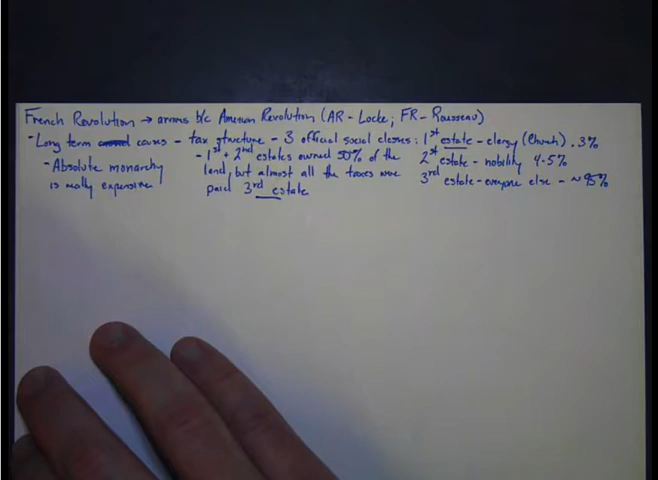 French Revolution → arises b/c American Revolution (AR - Locke; FR - Rousseau)
- Long term causes - tax structure - 3 official social classes: 1st estate - clergy (Church) .3%
- Absolute monarchy
is really expensive
- 1st + 2nd estates owned 50% of the
land, but almost all the taxes were
paid 3rd estate
2st estate - nobility 4-5%
3rd estate - everyone else - ~95%